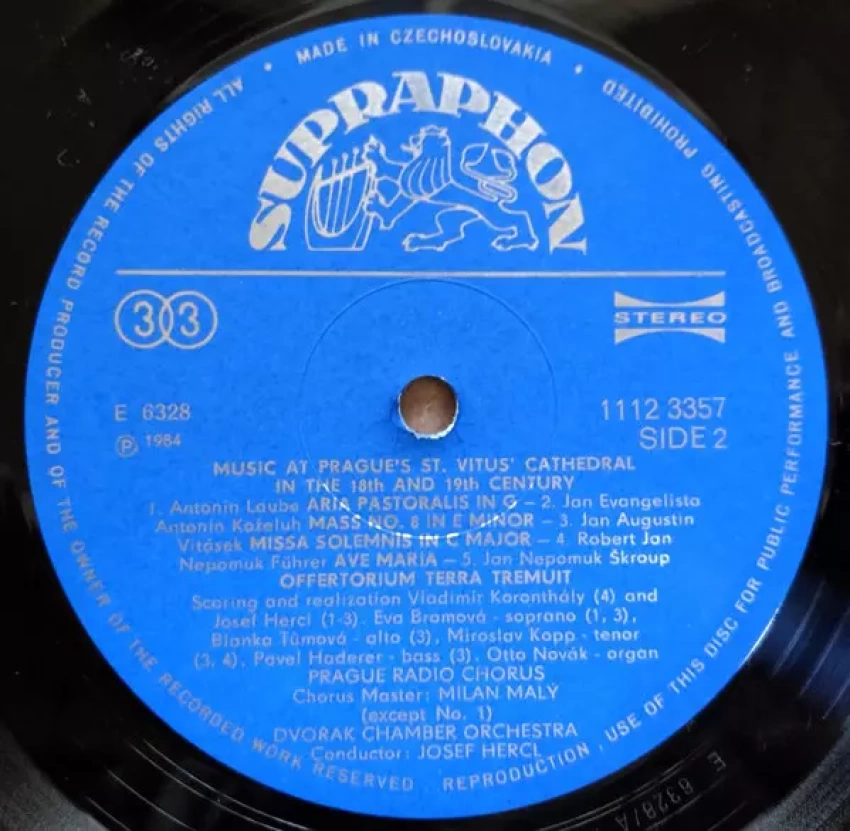 MADE IN CZECHOSLOVAKIA
ALL RIGHTS OF THE RECORD PRODUCER AND OF THE OWNER OF THE RECORDED WORK RESERVED
REPRODUCTION, USE OF THIS DISC FOR PUBLIC PERFORMANCE AND BROADCASTING PROHIBITED
SUPRAPHON
33
STEREO
E 6328
1112 3357
Ⓟ 1984
SIDE 2
MUSIC AT PRAGUE'S ST. VITUS' CATHEDRAL
IN THE 18th AND 19th CENTURY
1. Antonín Laube ARIA PASTORALIS IN G – 2. Jan Evangelista
Antonín Koželuh MASS NO. 8 IN E MINOR – 3. Jan Augustin
Vitásek MISSA SOLEMNIS IN C MAJOR – 4. Robert Jan
Nepomuk Führer AVE MARIA – 5. Jan Nepomuk Škroup
OFFERTORIUM TERRA TREMUIT
Scoring and realization Vladimír Koronthály (4) and
Josef Hercl (1-3). Eva Bramová - soprano (1, 3),
Blanka Tůmová - alto (3), Miroslav Kopp - tenor
(3, 4), Pavel Haderer - bass (3), Otto Novák - organ
PRAGUE RADIO CHORUS
Chorus Master: MILAN MALÝ
(except No. 1)
DVOŘÁK CHAMBER ORCHESTRA
Conductor: JOSEF HERCL